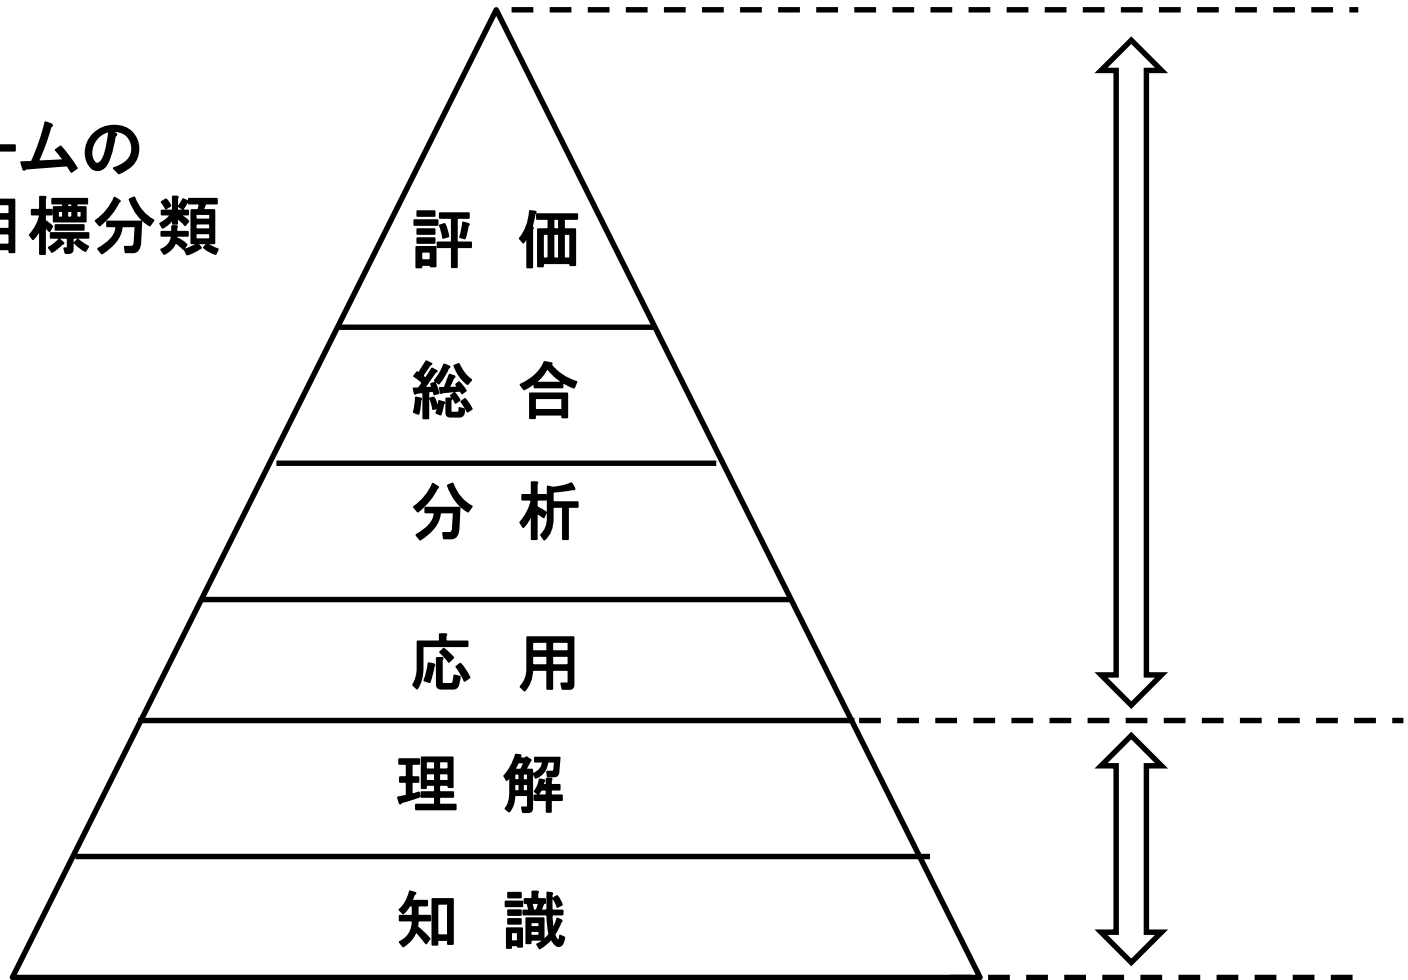 ームの
目標分類
評 価
総 合
分 析
応 用
理 解
知 識